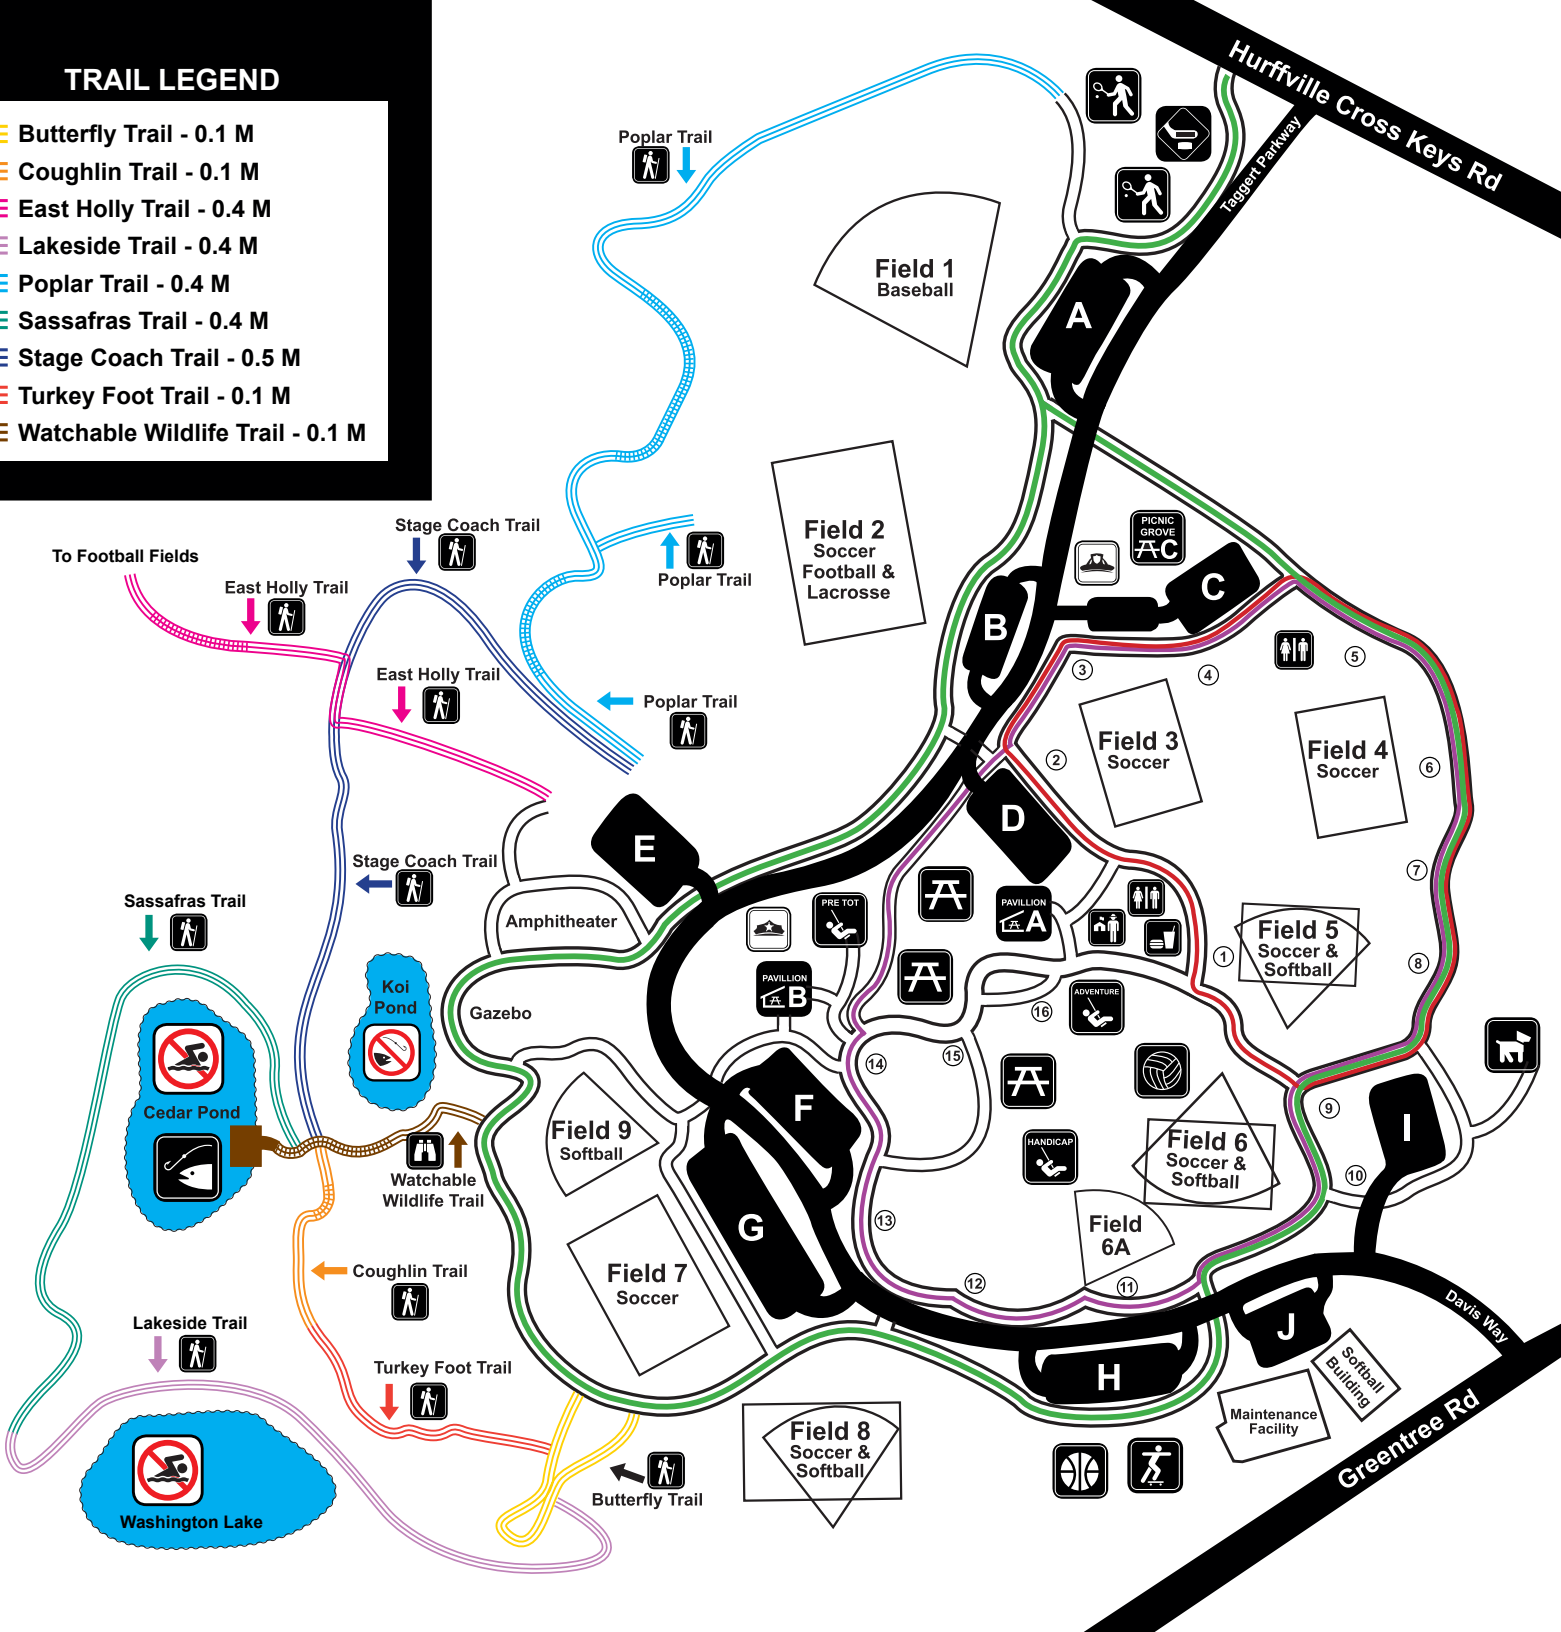 TRAIL LEGEND
Butterfly Trail - 0.1 M
Coughlin Trail - 0.1 M
East Holly Trail - 0.4 M
Lakeside Trail - 0.4 M
Poplar Trail - 0.4 M
Sassafras Trail - 0.4 M
Stage Coach Trail - 0.5 M
Turkey Foot Trail - 0.1 M
Watchable Wildlife Trail - 0.1 M
Hurffville Cross Keys Rd
Taggert Parkway
Poplar Trail
Field 1
Baseball
A
Field 2
Soccer
Football &
Lacrosse
PICNIC
GROVE
C
C
B
Stage Coach Trail
To Football Fields
East Holly Trail
Poplar Trail
East Holly Trail
Poplar Trail
3
4
5
Field 3
Soccer
2
Field 4
Soccer
6
D
E
7
Stage Coach Trail
Sassafras Trail
Amphitheater
PRE TOT
PAVILLION
A
Field 5
Soccer &
Softball
1
8
Koi
Pond
Gazebo
PAVILLION
B
16
ADVENTURE
15
14
Cedar Pond
F
9
I
Field 9
Softball
HANDICAP
Field 6
Soccer &
Softball
10
Watchable
Wildlife Trail
G
13
Field
6A
Coughlin Trail
Field 7
Soccer
12
11
Lakeside Trail
J
Davis Way
Turkey Foot Trail
H
Softball
Building
Maintenance
Facility
Greentree Rd
Field 8
Soccer &
Softball
Butterfly Trail
Washington Lake